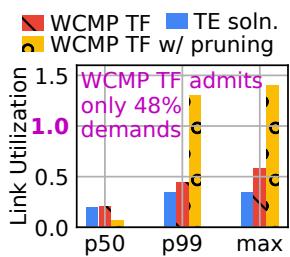 WCMP TF TE soln.
WCMP TF w/ pruning
Link Utilization
1.5
1.0
0.5
0.0
WCMP TF admits
only 48%
demands
p50 p99 max